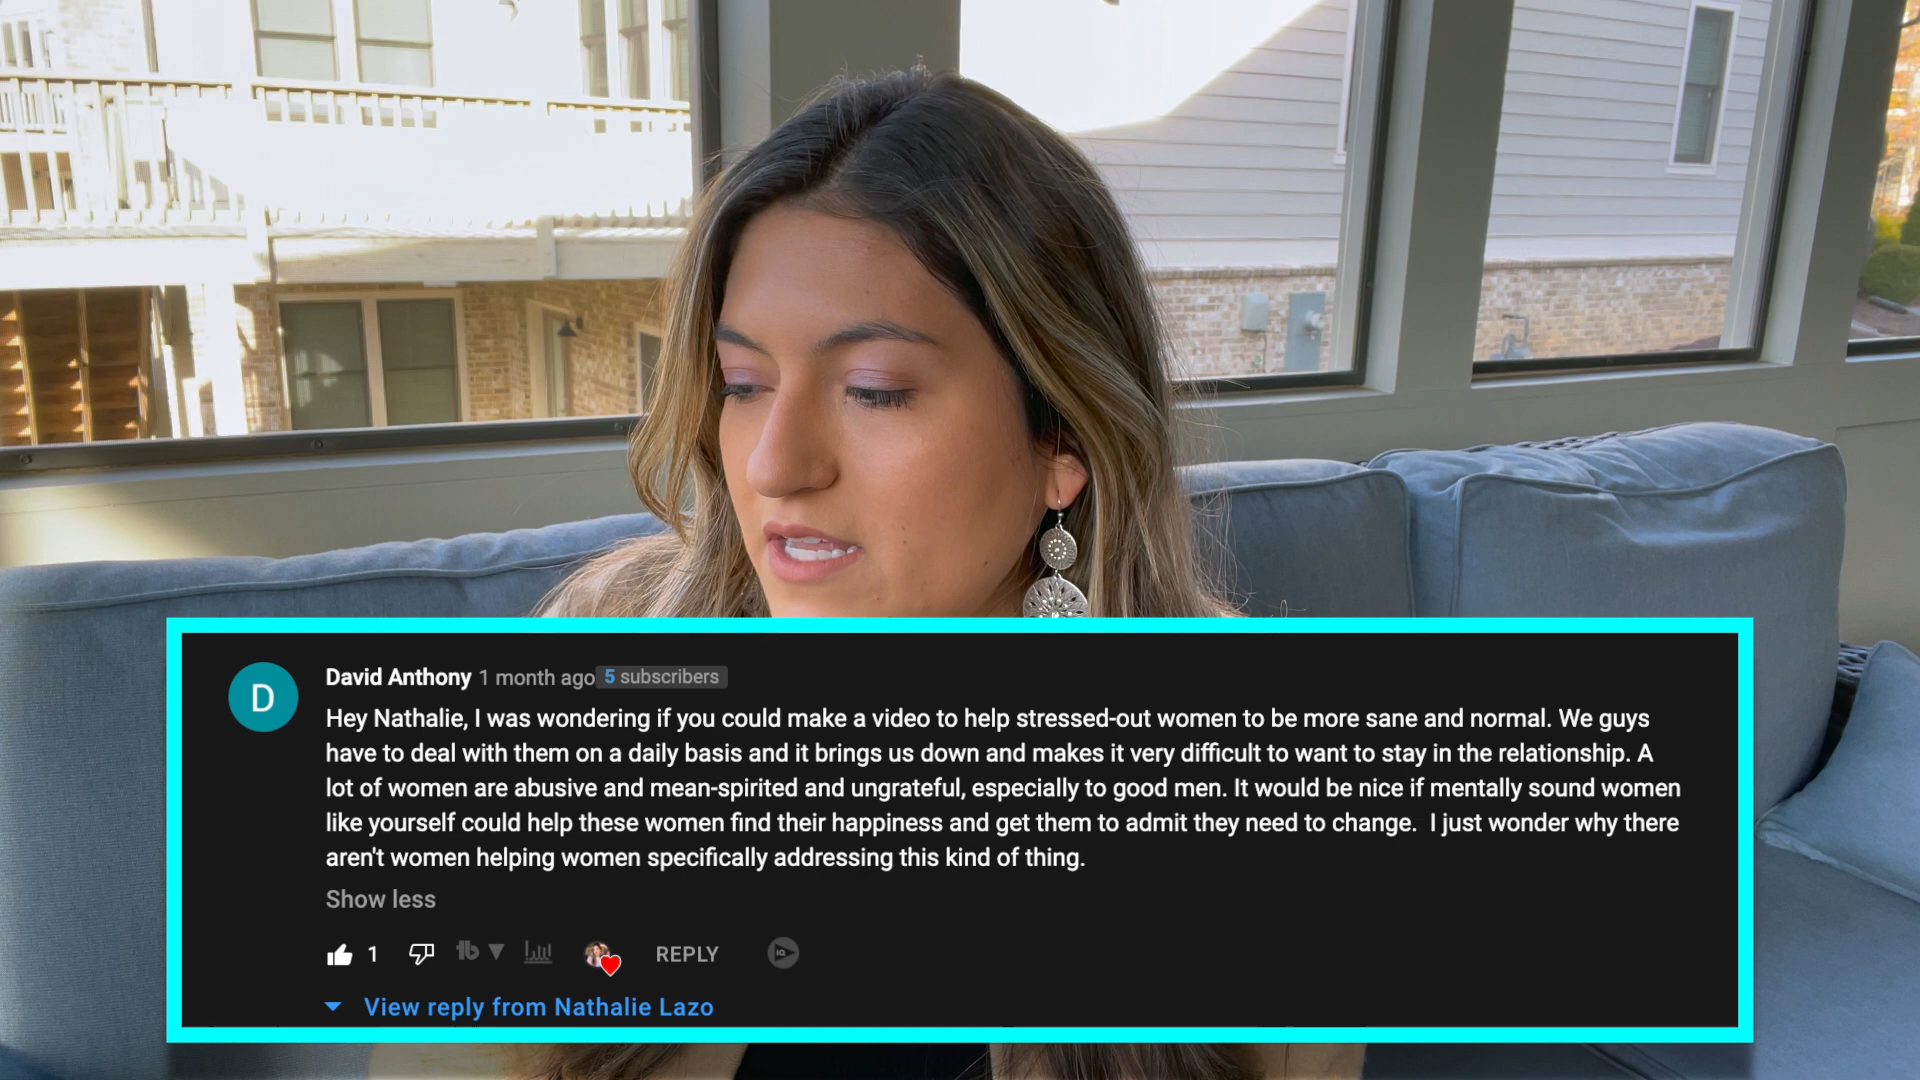 D
David Anthony 1 month ago 5 subscribers
Hey Nathalie, I was wondering if you could make a video to help stressed-out women to be more sane and normal. We guys
have to deal with them on a daily basis and it brings us down and makes it very difficult to want to stay in the relationship. A
lot of women are abusive and mean-spirited and ungrateful, especially to good men. It would be nice if mentally sound women
like yourself could help these women find their happiness and get them to admit they need to change.  I just wonder why there
aren't women helping women specifically addressing this kind of thing.
Show less
1 tb REPLY IQ
View reply from Nathalie Lazo